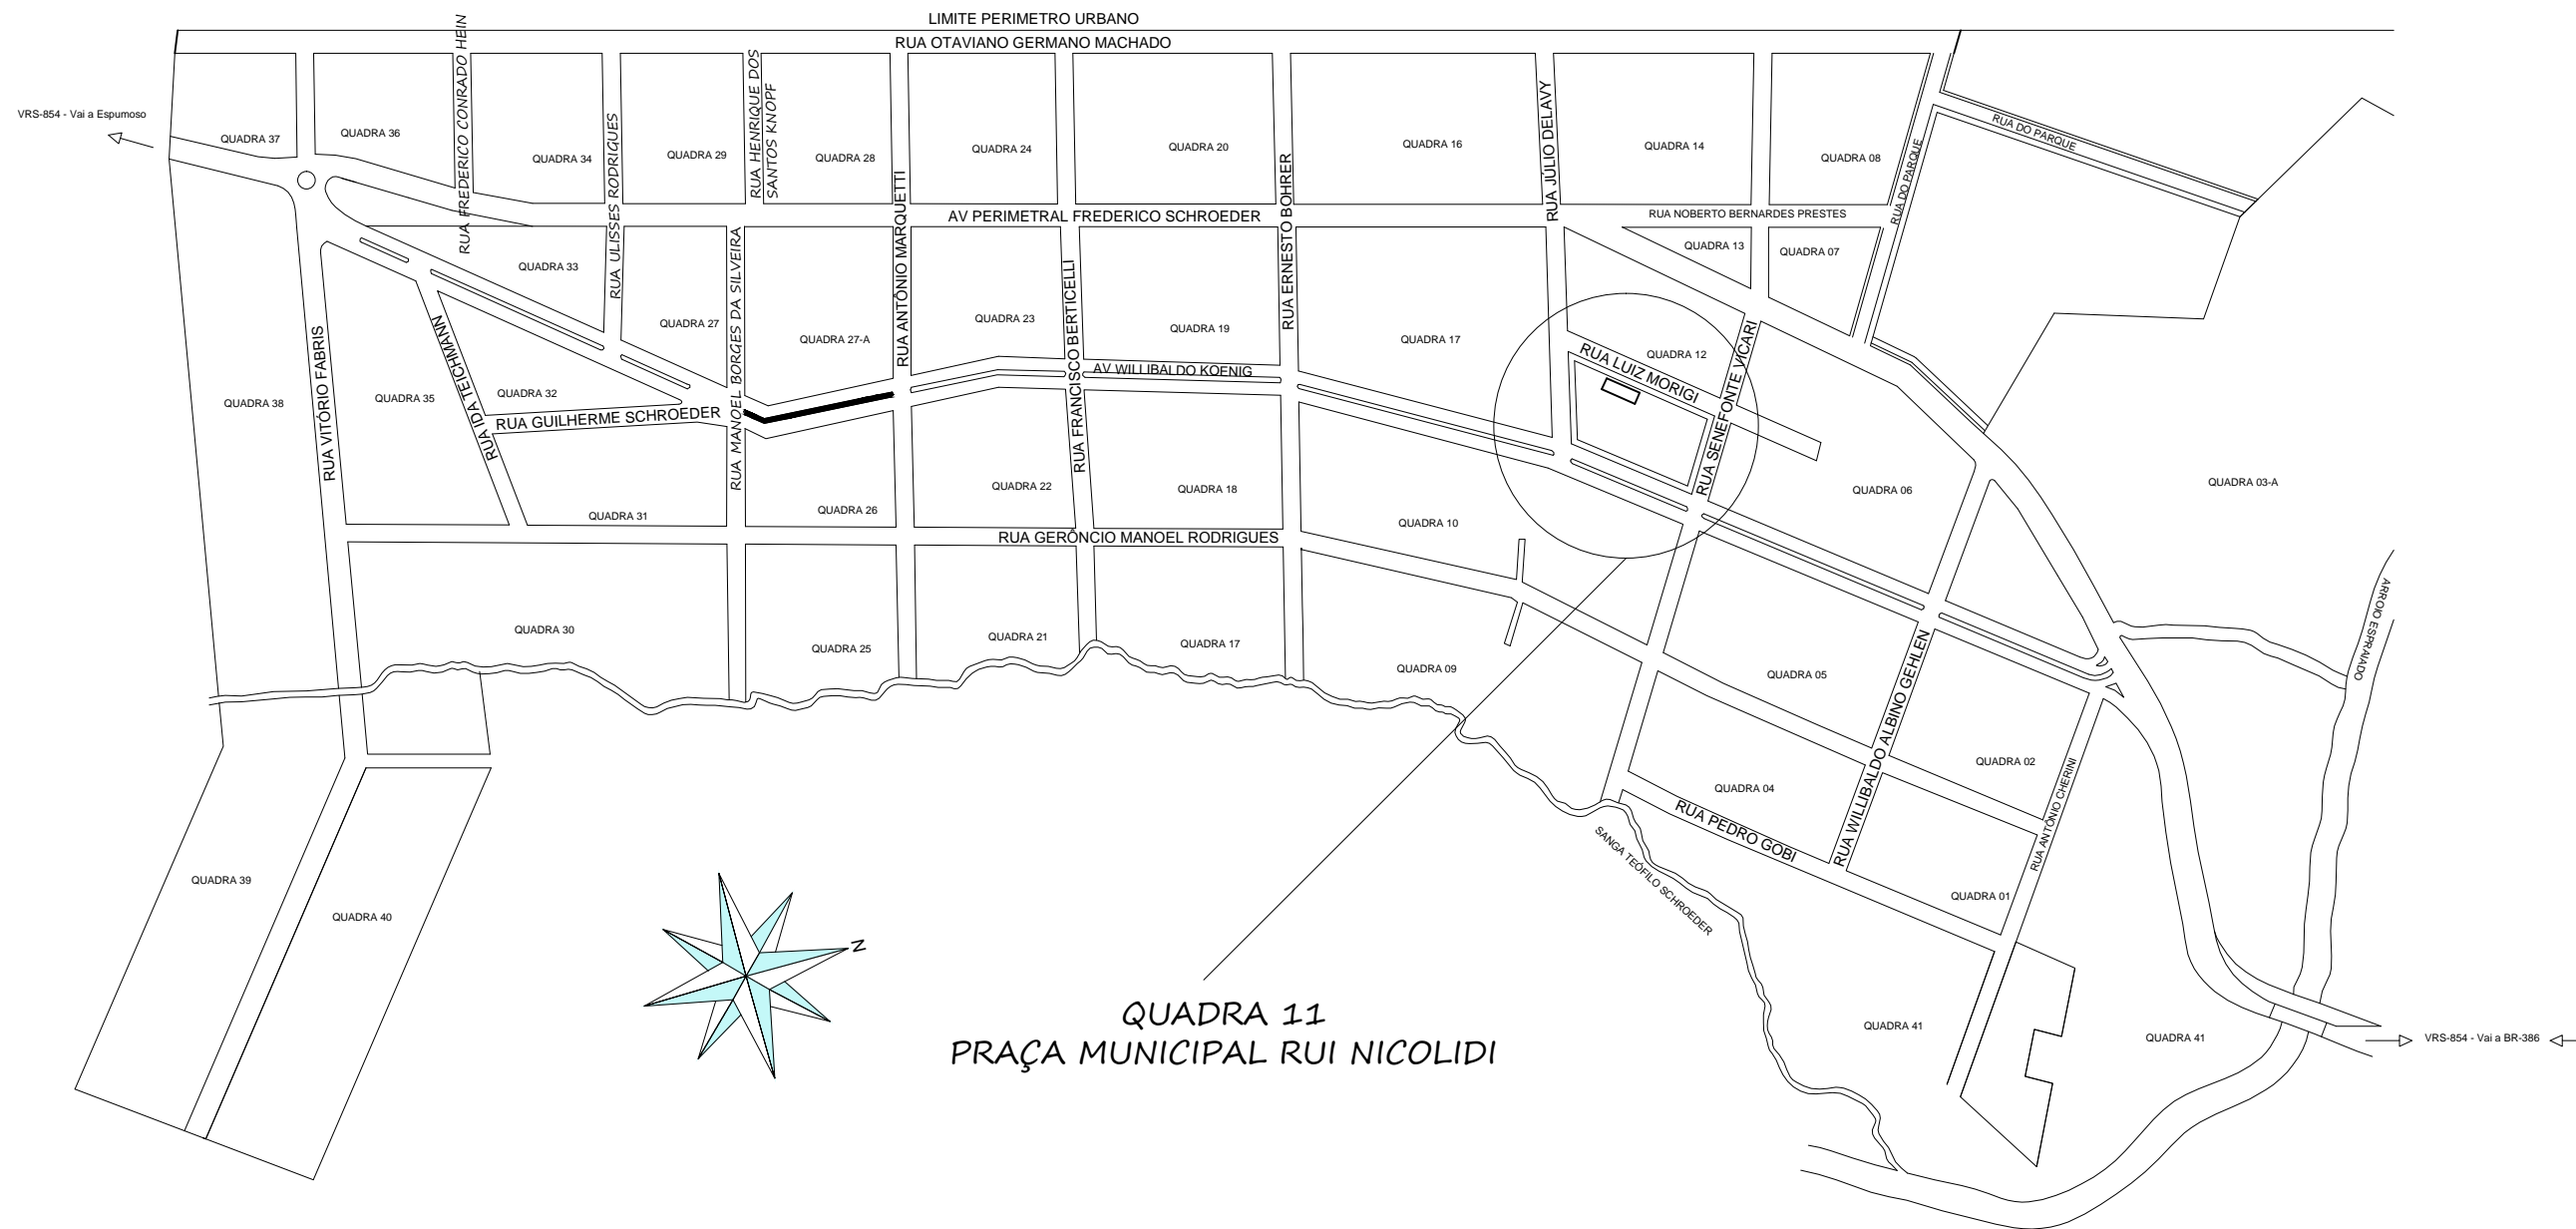 LIMITE PERIMETRO URBANO
RUA OTAVIANO GERMANO MACHADO
VRS-854 - Vai a Espumoso
QUADRA 37
QUADRA 36
RUA FREDERICO CONRADO HEIN
QUADRA 34
RUA ULISSES RODRIGUES
QUADRA 29
RUA HENRIQUE DOS
SANTOS KNOPF
QUADRA 28
RUA ANTÔNIO MARQUETTI
QUADRA 24
QUADRA 20
RUA ERNESTO BOHRER
QUADRA 16
RUA JÚLIO DELAVY
QUADRA 14
QUADRA 08
RUA DO PARQUE
RUA DO PARQUE
AV PERIMETRAL FREDERICO SCHROEDER
RUA NOBERTO BERNARDES PRESTES
QUADRA 33
QUADRA 27
RUA MANOEL BORGES DA SILVEIRA
QUADRA 27-A
QUADRA 23
RUA FRANCISCO BERTICELLI
QUADRA 19
QUADRA 17
QUADRA 13
QUADRA 07
QUADRA 12
RUA LUIZ MORIGI
RUA SENEFONTE VICARI
AV WILLIBALDO KOENIG
QUADRA 38
RUA VITÓRIO FABRIS
QUADRA 35
RUA IDA TEICHMANN
QUADRA 32
RUA GUILHERME SCHROEDER
QUADRA 31
QUADRA 26
QUADRA 22
QUADRA 18
QUADRA 10
QUADRA 06
QUADRA 03-A
RUA GERÔNCIO MANOEL RODRIGUES
ARROIO ESPRAIADO
QUADRA 30
QUADRA 25
QUADRA 21
QUADRA 17
QUADRA 09
QUADRA 05
RUA WILLIBALDO ALBINO GEHLEN
QUADRA 02
QUADRA 04
RUA PEDRO GOBI
RUA ANTÔNIO CHERINI
SANGA TEÓFILO SCHROEDER
QUADRA 01
QUADRA 39
QUADRA 40
N
QUADRA 11
PRAÇA MUNICIPAL RUI NICOLIDI
QUADRA 41
QUADRA 41
VRS-854 - Vai a BR-386